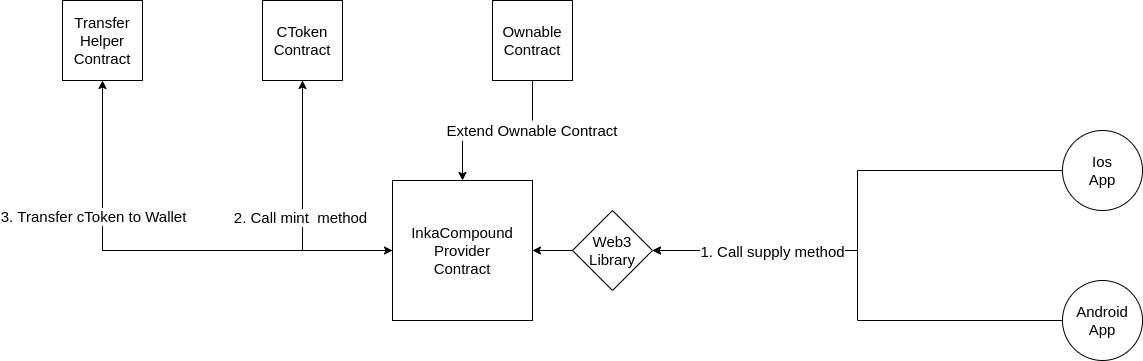 Transfer
Helper
Contract
CToken
Contract
Ownable
Contract
Extend Ownable Contract
Ios
App
3. Transfer cToken to Wallet
2. Call mint  method
InkaCompound
Provider
Contract
Web3
Library
1. Call supply method
Android
App